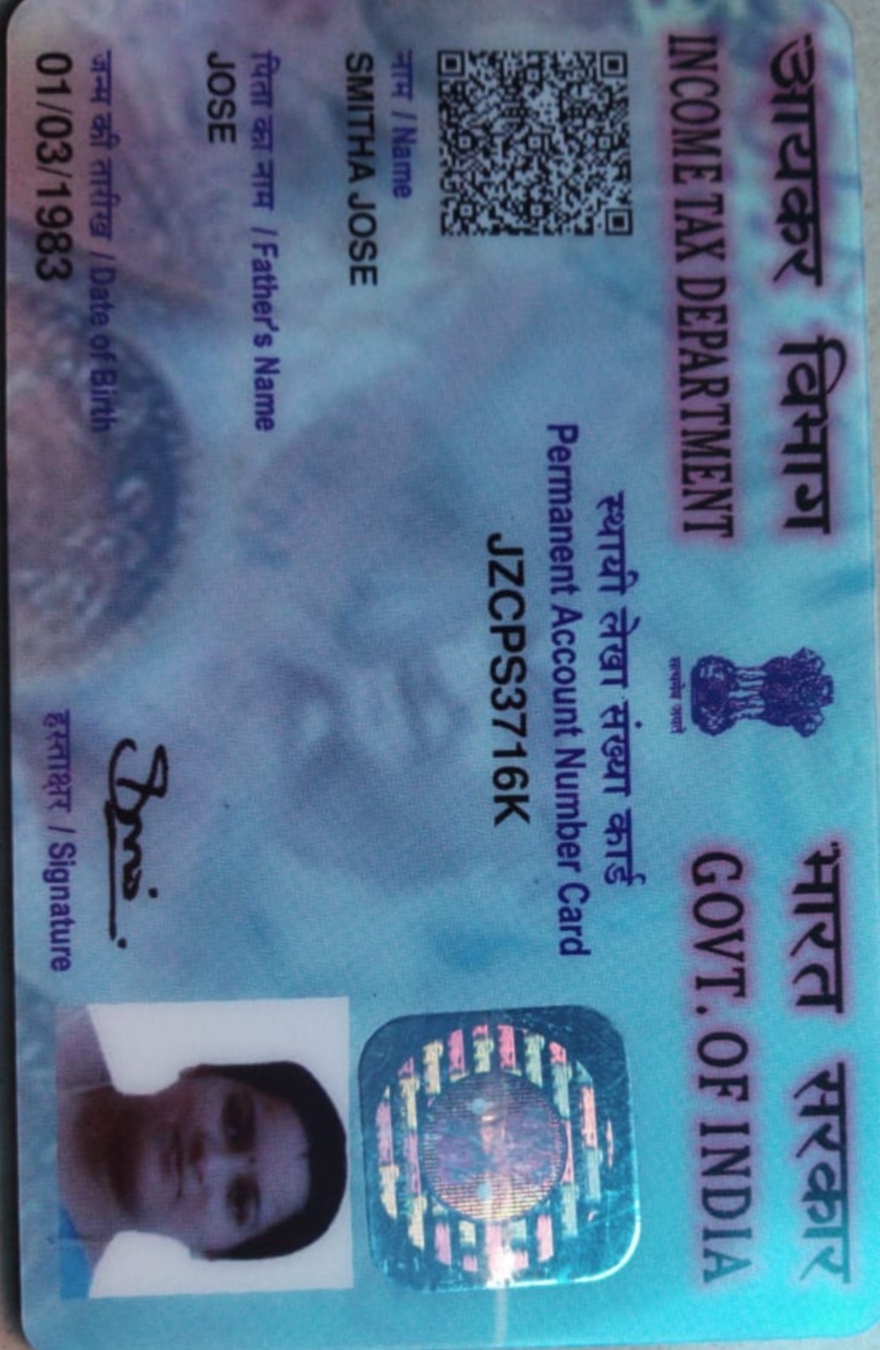 आयकर विभाग
INCOME TAX DEPARTMENT
सत्यमेव जयते
भारत सरकार
GOVT. OF INDIA
स्थायी लेखा संख्या कार्ड
Permanent Account Number Card
JZCPS3716K
नाम / Name
SMITHA JOSE
पिता का नाम / Father's Name
JOSE
जन्म की तारीख / Date of Birth
01/03/1983
हस्ताक्षर / Signature